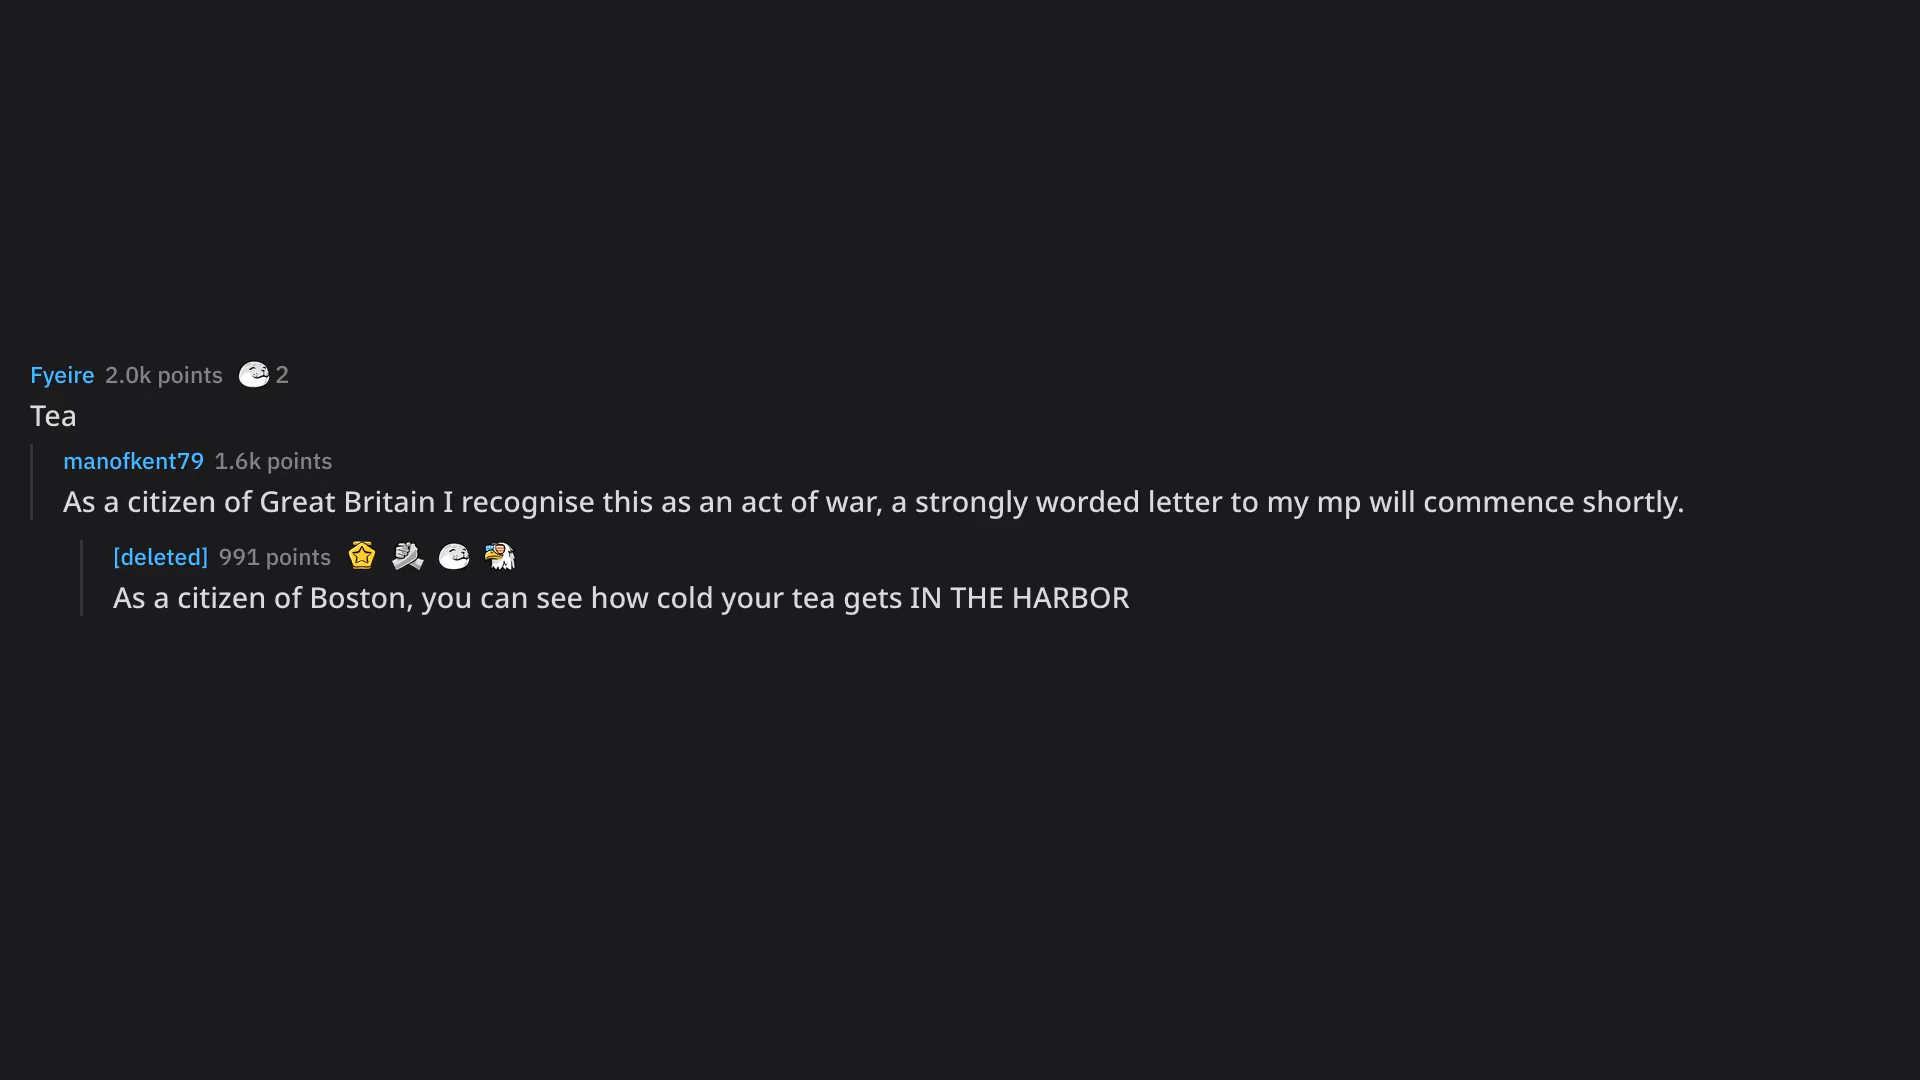 Fyeire 2.0k points 2
Tea
manofkent79 1.6k points
As a citizen of Great Britain I recognise this as an act of war, a strongly worded letter to my mp will commence shortly.
[deleted] 991 points
As a citizen of Boston, you can see how cold your tea gets IN THE HARBOR